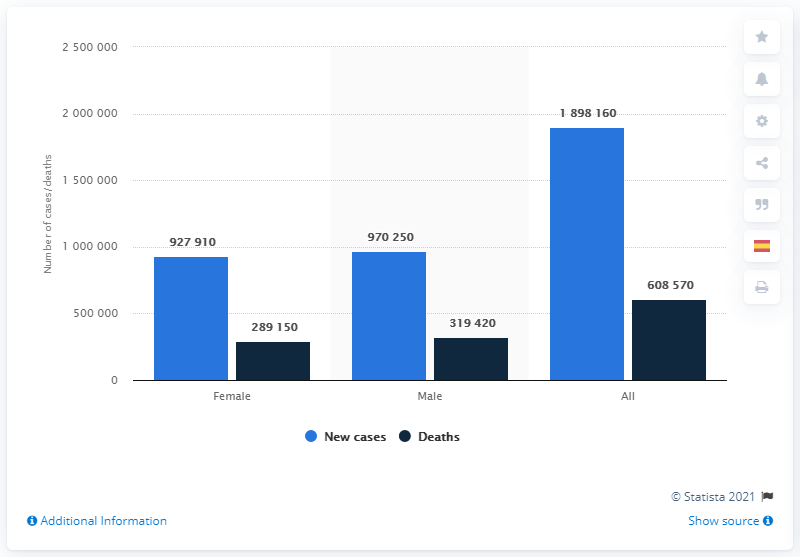 2 500 000
2 000 000
1 500 000
1 000 000
500 000
0
Number of cases/deaths
927 910
289 150
970 250
319 420
1 898 160
608 570
Female
Male
All
New cases
Deaths
© Statista 2021
Additional Information
Show source